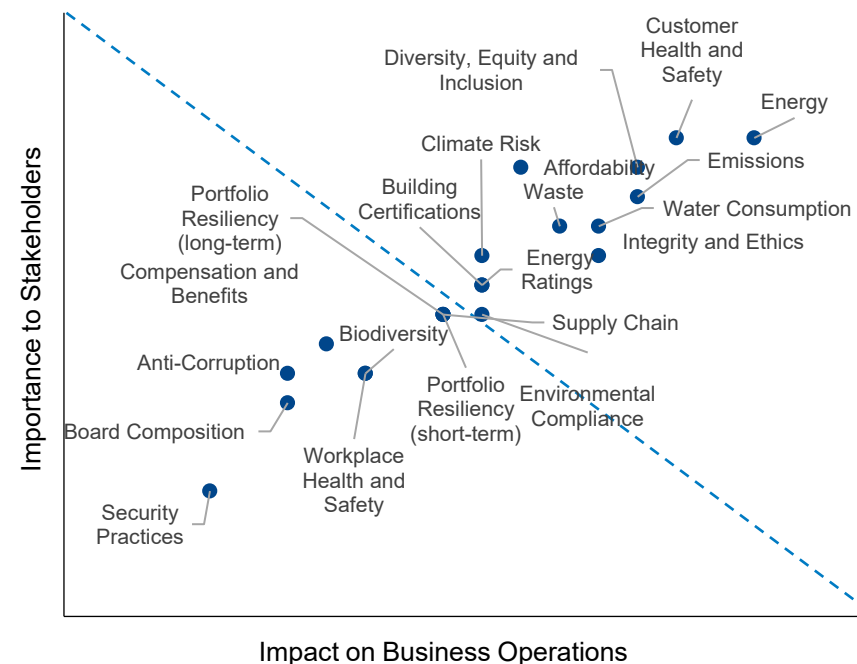 Customer
Health and
Safety
Diversity, Equity and
Inclusion
Energy
Climate Risk
Affordability
Emissions
Building
Certifications
Waste
Portfolio
Resiliency
(long-term)
Water Consumption
Integrity and Ethics
Energy
Ratings
Compensation and
Benefits
Supply Chain
Biodiversity
Anti-Corruption
Portfolio
Resiliency
(short-term)
Environmental
Compliance
Board Composition
Workplace
Health and
Safety
Security
Practices
Importance to Stakeholders
Impact on Business Operations